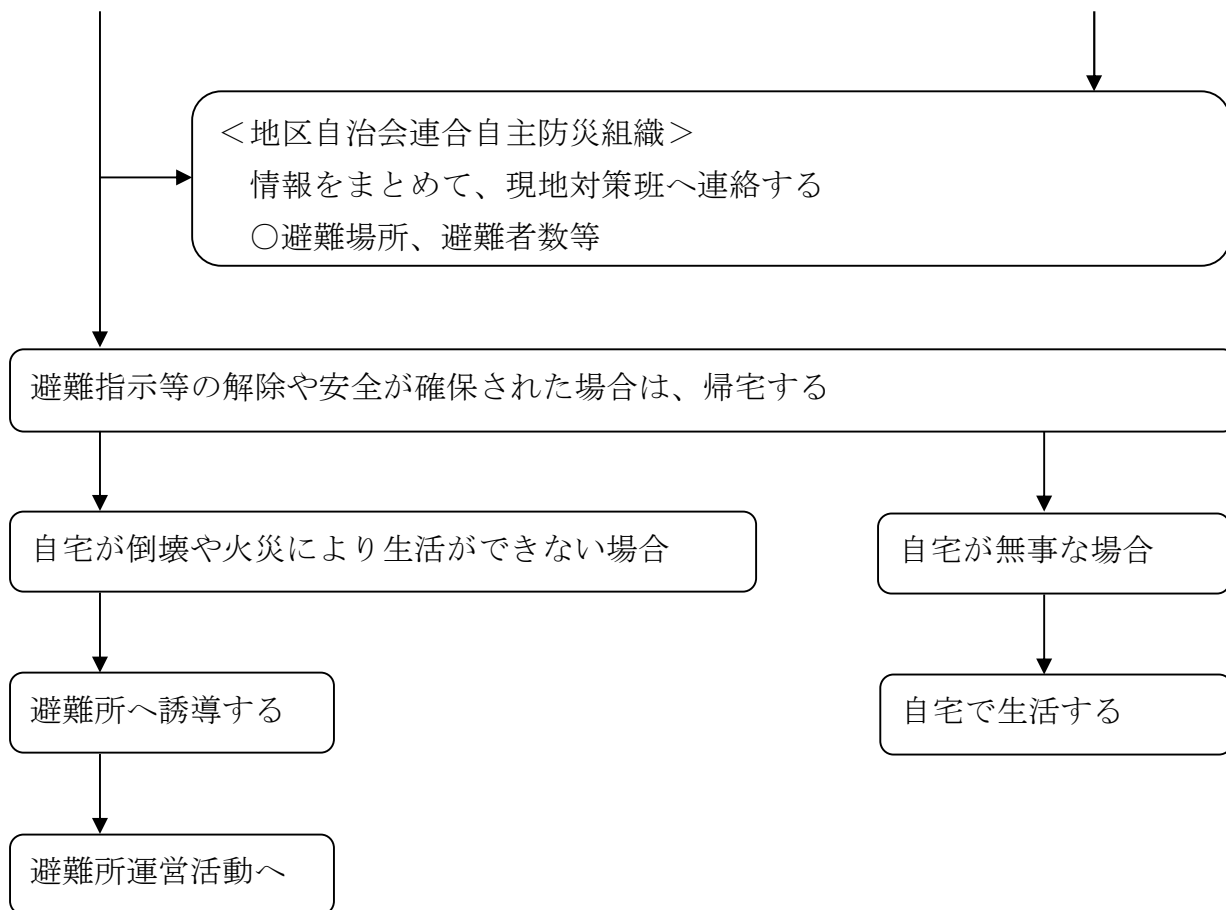 ＜地区自治会連合自主防災組織＞
情報をまとめて、現地対策班へ連絡する
○避難場所、避難者数等
避難指示等の解除や安全が確保された場合は、帰宅する
自宅が倒壊や火災により生活ができない場合
自宅が無事な場合
避難所へ誘導する
自宅で生活する
避難所運営活動へ